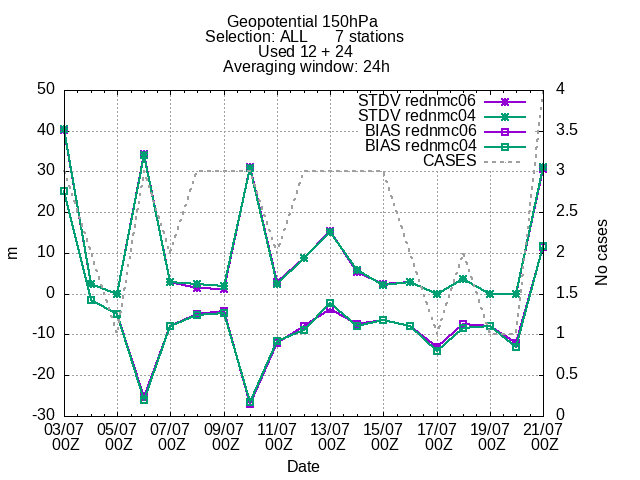 Geopotential 150hPa
Selection: ALL 7 stations
Used 12 + 24
Averaging window: 24h
STDV rednmc06
STDV rednmc04
BIAS rednmc06
BIAS rednmc04
CASES
50
40
30
20
10
0
-10
-20
-30
m
4
3.5
3
2.5
2
1.5
1
0.5
0
No cases
03/07 05/07 07/07 09/07 11/07 13/07 15/07 17/07 19/07 21/07
00Z 00Z 00Z 00Z 00Z 00Z 00Z 00Z 00Z 00Z
Date